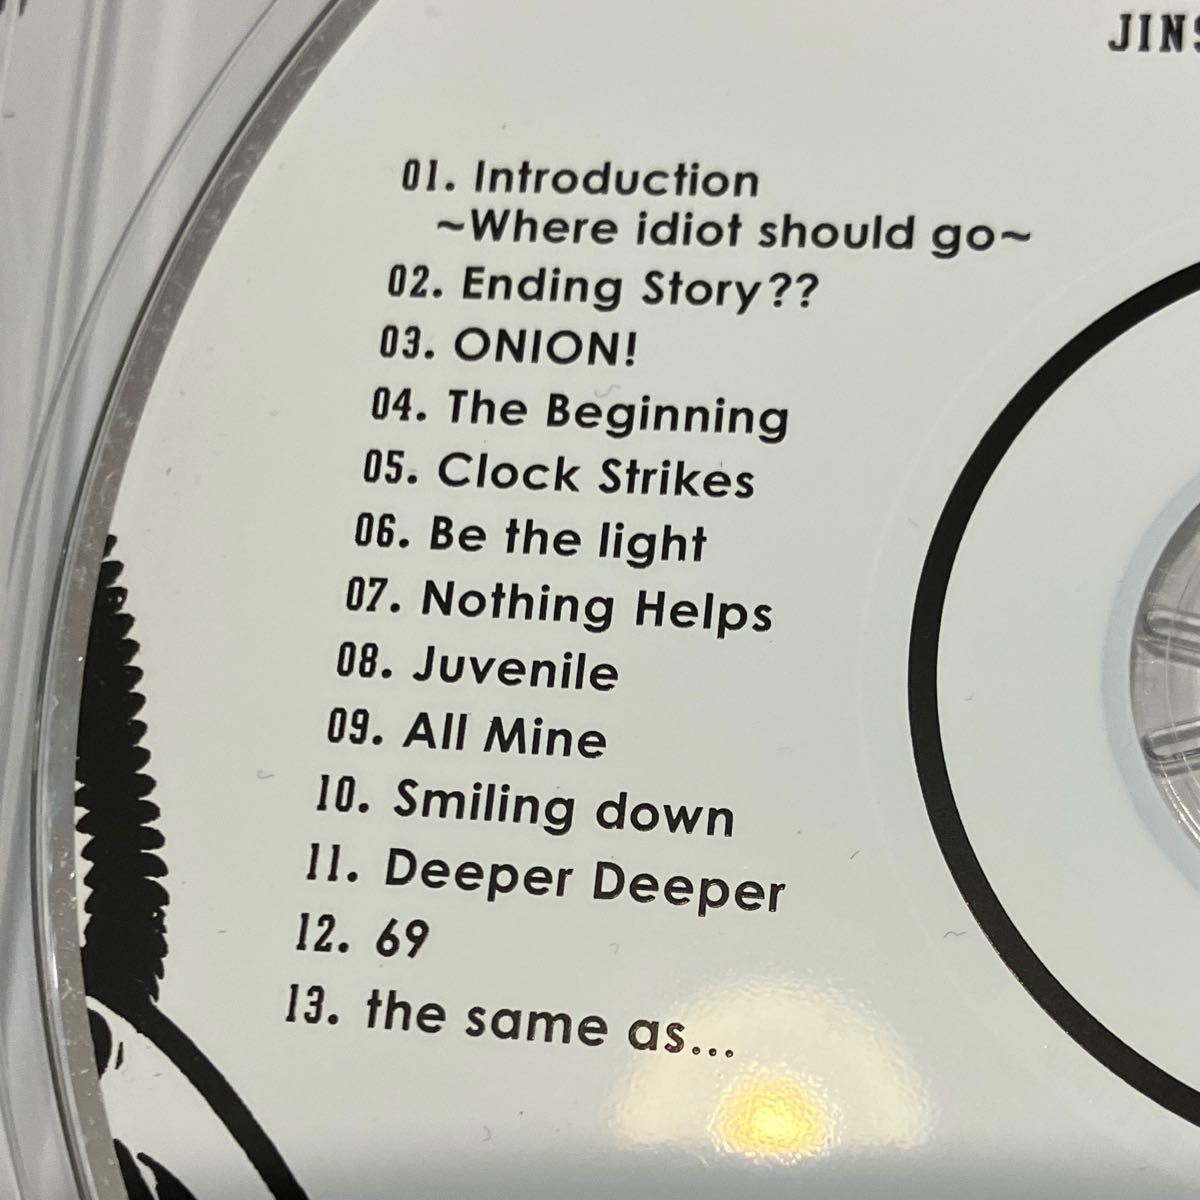 01. Introduction
~Where idiot should go~
02. Ending Story??
03. ONION!
04. The Beginning
05. Clock Strikes
06. Be the light
07. Nothing Helps
08. Juvenile
09. All Mine
10. Smiling down
11. Deeper Deeper
12. 69
13. the same as...